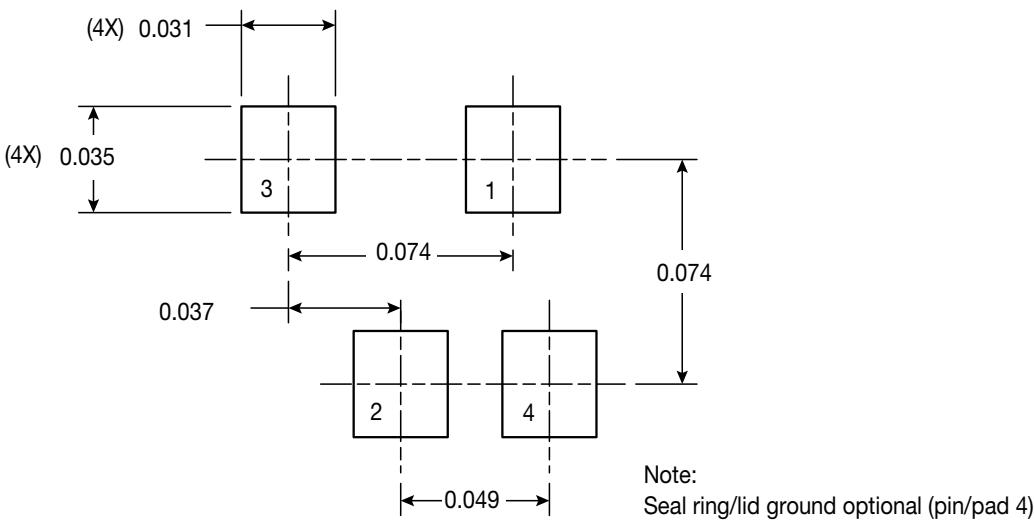 (4X) 0.031
(4X) 0.035
3
1
0.074
0.074
0.037
2
4
0.049
Note:
Seal ring/lid ground optional (pin/pad 4)